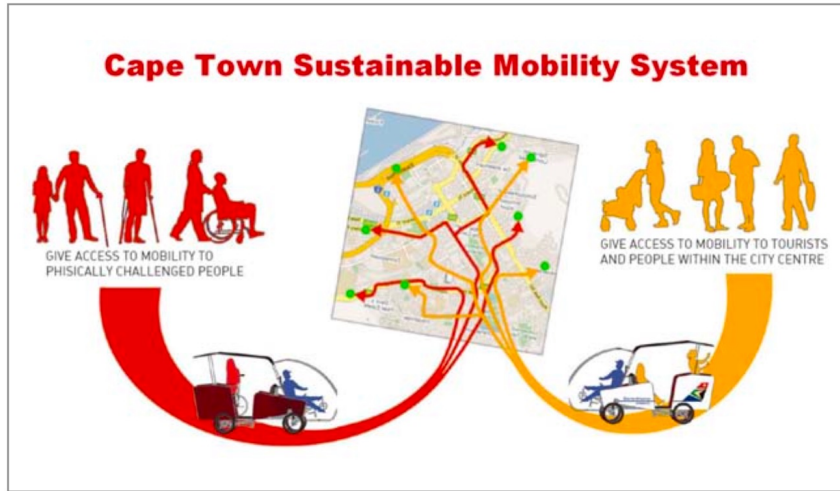 Cape Town Sustainable Mobility System
GIVE ACCESS TO MOBILITY TO
PHISICALLY CHALLENGED PEOPLE
GIVE ACCESS TO MOBILITY TO TOURISTS
AND PEOPLE WITHIN THE CITY CENTRE